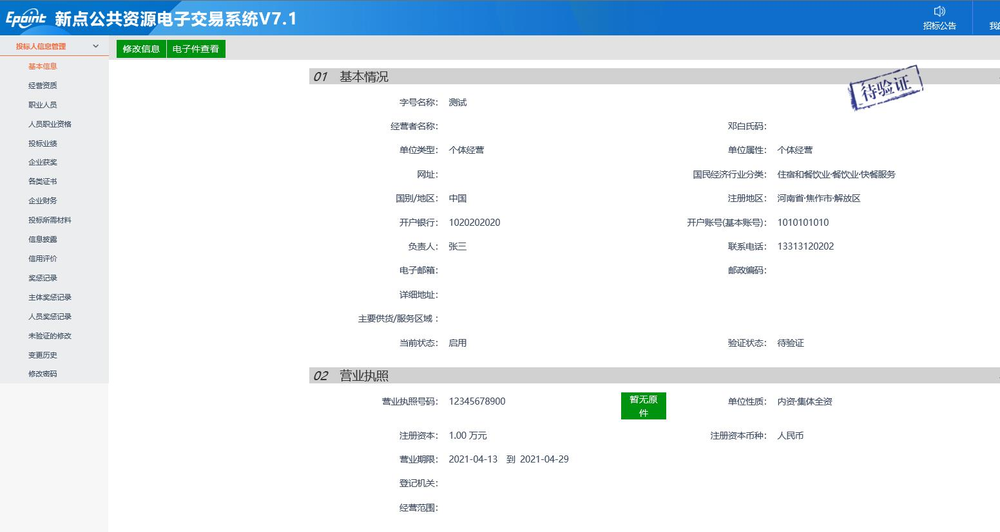 Epoint 新点公共资源电子交易系统V7.1
招标公告
投标人信息管理
基本信息
经营资质
职业人员
人员职业资格
投标业绩
企业获奖
各类证书
企业财务
投标所需材料
信息披露
信用评价
奖惩记录
主体奖惩记录
人员奖惩记录
未验证的修改
变更历史
修改密码
修改信息 电子件查看
01 基本情况
待验证
字号名称： 测试
经营者名称： 邓白氏码：
单位类型： 个体经营 单位属性： 个体经营
网址： 国民经济行业分类： 住宿和餐饮业·餐饮业·快餐服务
国别/地区： 中国 注册地区： 河南省·焦作市·解放区
开户银行： 1020202020 开户账号(基本账号)： 1010101010
负责人： 张三 联系电话： 13313120202
电子邮箱： 邮政编码：
详细地址：
主要供货/服务区域：
当前状态： 启用 验证状态： 待验证
02 营业执照
营业执照号码： 12345678900 暂无原件 单位性质： 内资·集体全资
注册资本： 1.00 万元 注册资本币种： 人民币
营业期限： 2021-04-13 到 2021-04-29
登记机关：
经营范围：